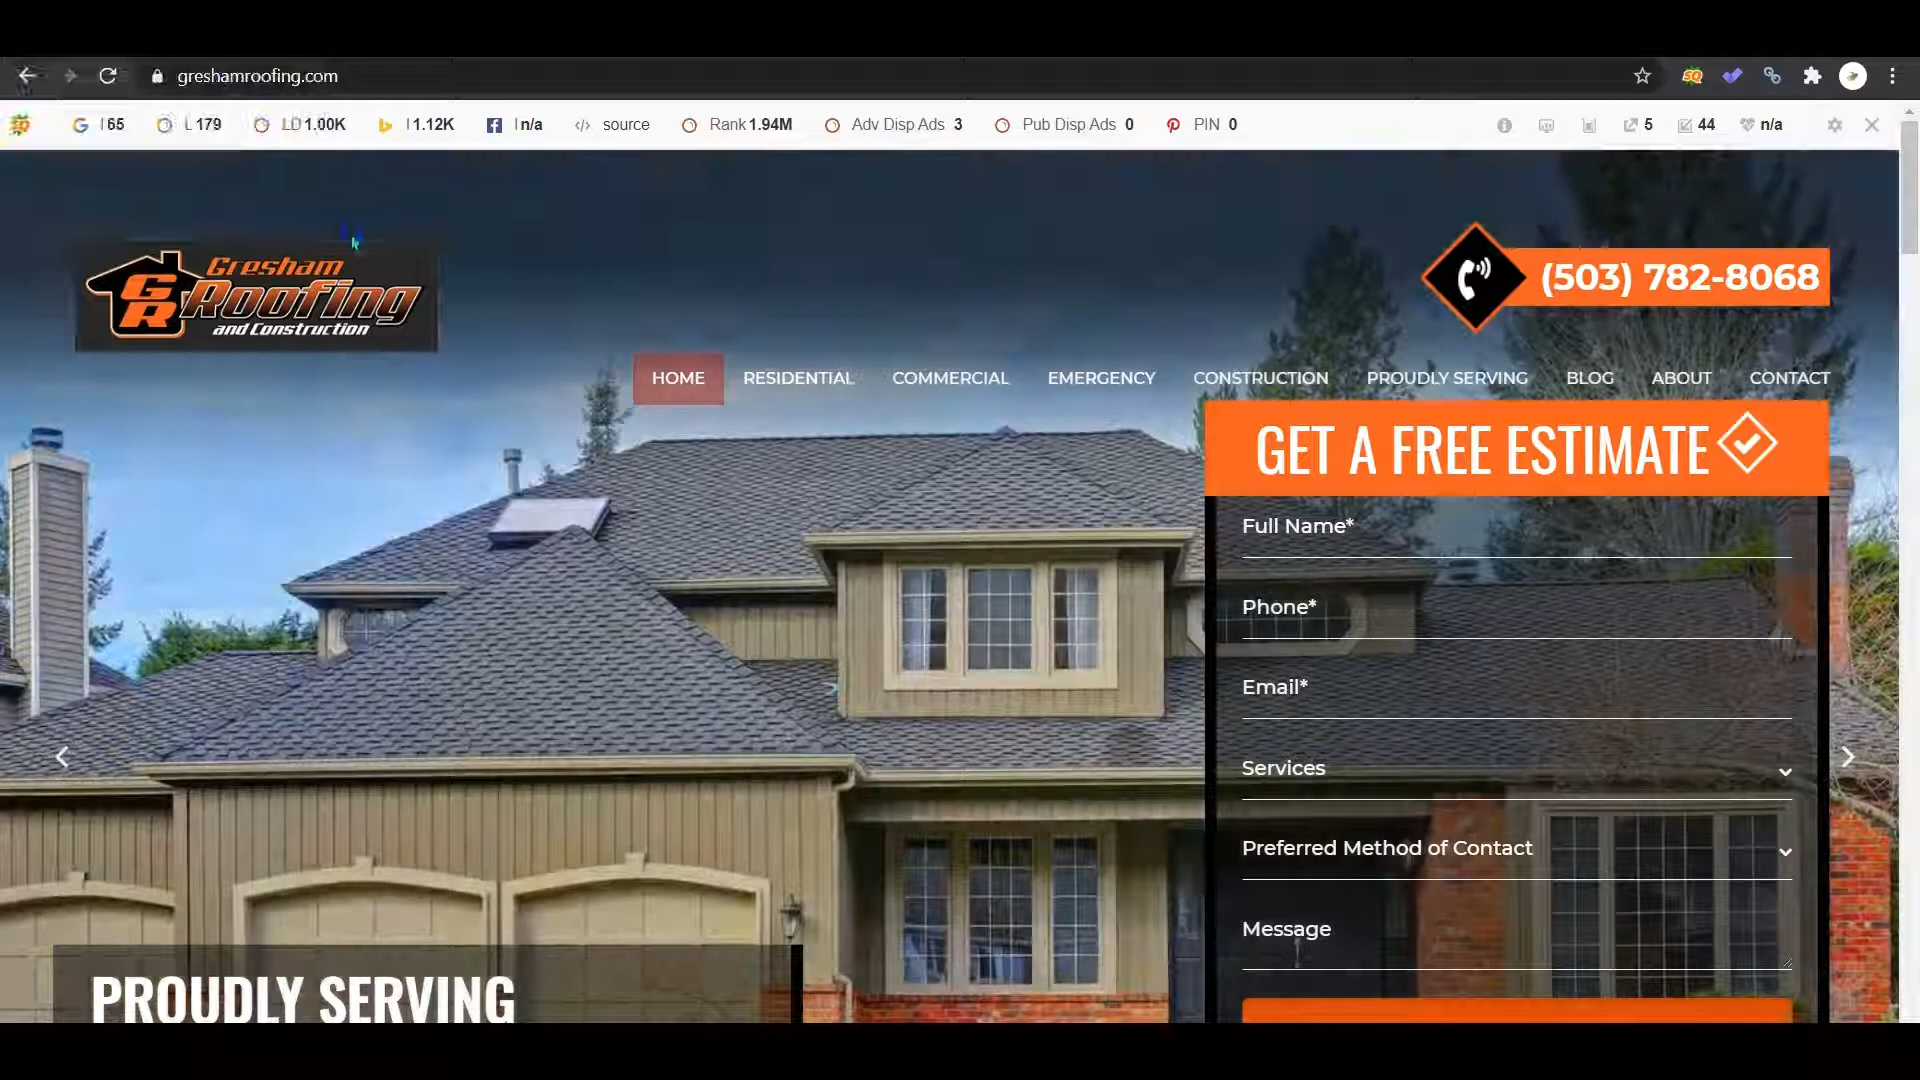 greshamroofing.com
SQ
SQ I 65 L 179 LD 1.00K I 1.12K I n/a source Rank 1.94M Adv Disp Ads 3 Pub Disp Ads 0 PIN 0 5 44 n/a
Gresham
GR Roofing
and Construction
(503) 782-8068
HOME RESIDENTIAL COMMERCIAL EMERGENCY CONSTRUCTION PROUDLY SERVING BLOG ABOUT CONTACT
GET A FREE ESTIMATE
Full Name*
Phone*
Email*
Services
Preferred Method of Contact
Message
PROUDLY SERVING